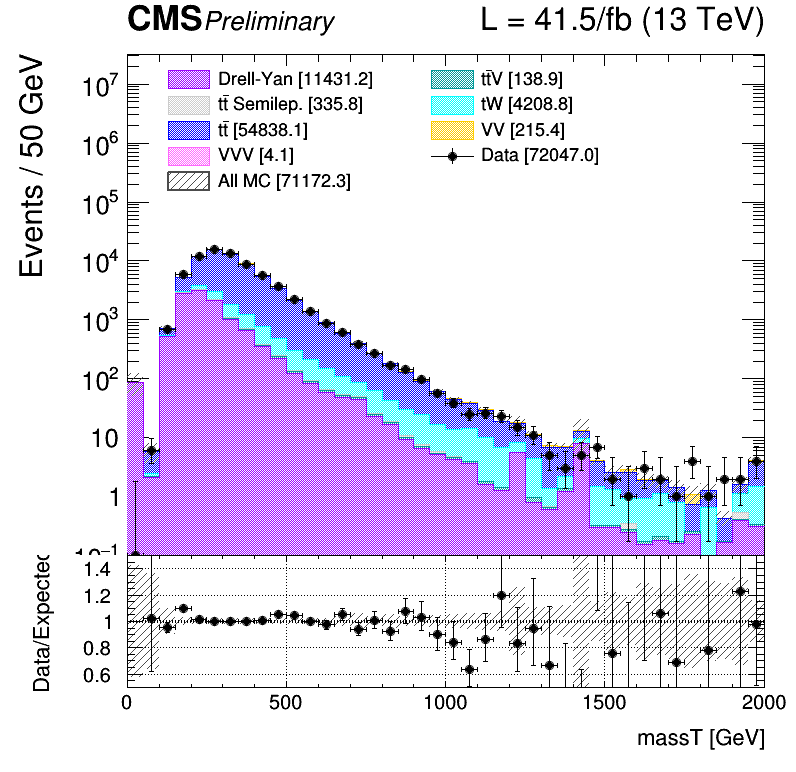 CMS Preliminary L = 41.5/fb (13 TeV)
Events / 50 GeV
10⁷
10⁶
10⁵
10⁴
10³
10²
10
1
10⁻¹
Drell-Yan [11431.2]
tt̄ Semilep. [335.8]
tt̄ [54838.1]
VVV [4.1]
All MC [71172.3]
tt̄V [138.9]
tW [4208.8]
VV [215.4]
Data [72047.0]
Data/Expected
1.4
1.2
1
0.8
0.6
0 500 1000 1500 2000
massT [GeV]